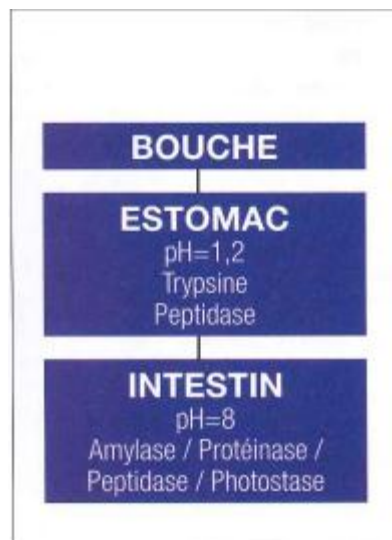 BOUCHE
ESTOMAC
pH=1,2
Trypsine
Peptidase
INTESTIN
pH=8
Amylase / Protéinase /
Peptidase / Photostase